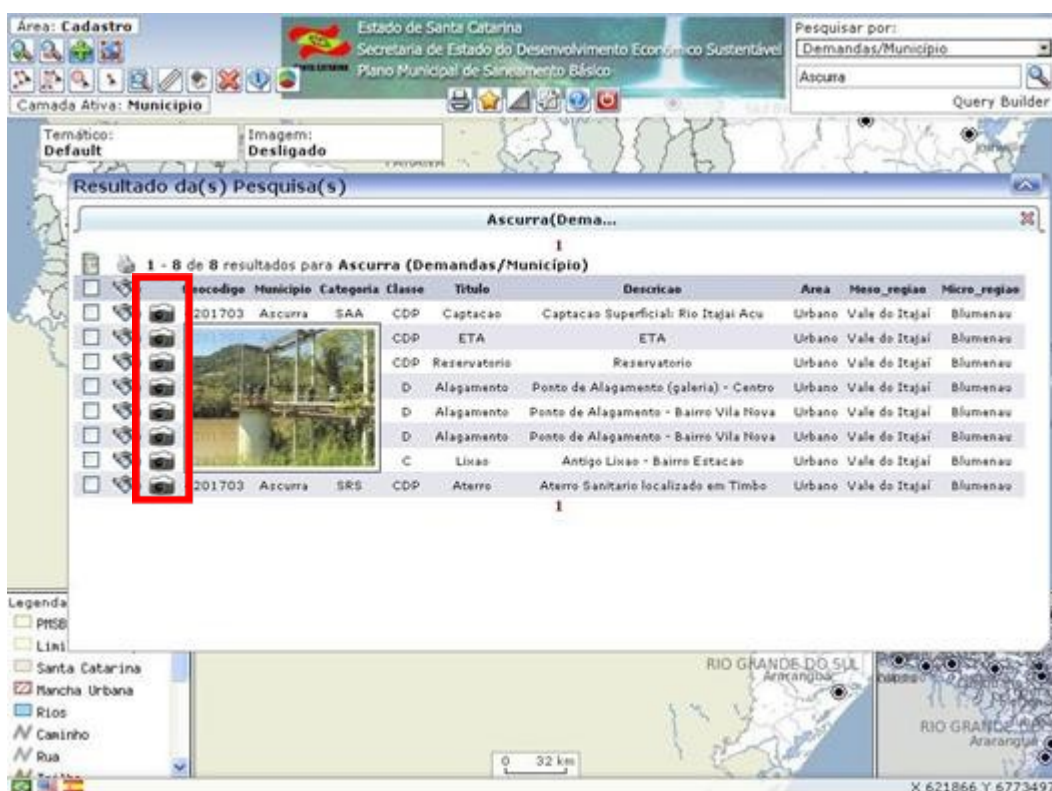 Área: Cadastro
Estado de Santa Catarina
Secretaria de Estado do Desenvolvimento Econômico Sustentável
Plano Municipal de Saneamento Básico
Pesquisar por:
Demandas/Município
Ascurra
Query Builder
Camada Ativa: Município
Temático:
Default
Imagem:
Desligado
Resultado da(s) Pesquisa(s)
Ascurra(Dema...
1
1 - 8 de 8 resultados para Ascurra (Demandas/Município)
Município Categoria Classe Titulo Descricao Area Meso_regiao Micro_regiao
201703 Ascurra SAA CDP Captacao Captacao Superficial: Rio Itajai Acu Urbano Vale do Itajaí Blumenau
CDP ETA ETA Urbano Vale do Itajaí Blumenau
CDP Reservatorio Reservatorio Urbano Vale do Itajaí Blumenau
D Alagamento Ponto de Alagamento (galeria) - Centro Urbano Vale do Itajaí Blumenau
D Alagamento Ponto de Alagamento - Bairro Vila Nova Urbano Vale do Itajaí Blumenau
D Alagamento Ponto de Alagamento - Bairro Vila Nova Urbano Vale do Itajaí Blumenau
C Lixao Antigo Lixao - Bairro Estacao Urbano Vale do Itajaí Blumenau
201703 Ascurra SRS CDP Aterro Aterro Sanitario localizado em Timbo Urbano Vale do Itajaí Blumenau
1
Legenda
PMSB
Limi
Santa Catarina
Mancha Urbana
Rios
Caminho
Rua
RIO GRANDE DO SUL
Araranguá
RIO GRANDE
0 32 km
X 621866 Y 6773497